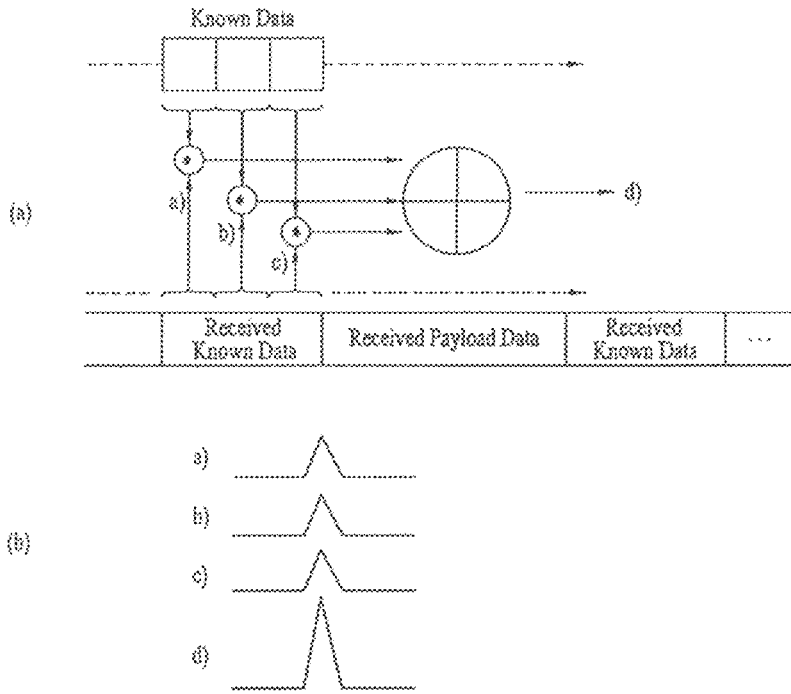 Known Data
a)
b)
c)
d)
(a)
Received
Known Data
Received Payload Data
Received
Known Data
...
a)
b)
c)
d)
(b)